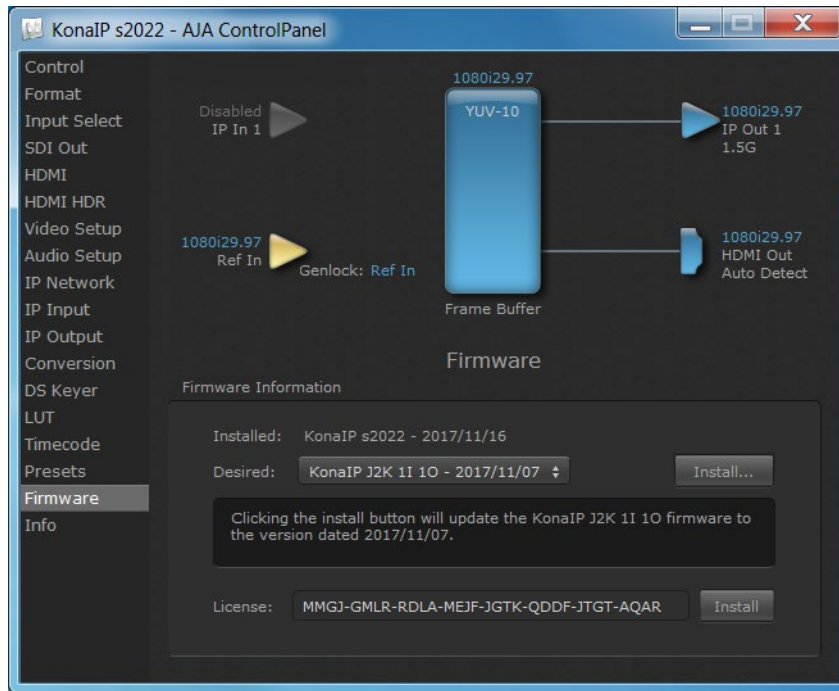 KonaIP s2022 - AJA ControlPanel
Control
Format
Input Select
SDI Out
HDMI
HDMI HDR
Video Setup
Audio Setup
IP Network
IP Input
IP Output
Conversion
DS Keyer
LUT
Timecode
Presets
Firmware
Info
Disabled
IP In 1
1080i29.97
Ref In
Genlock: Ref In
1080i29.97
YUV-10
Frame Buffer
1080i29.97
IP Out 1
1.5G
1080i29.97
HDMI Out
Auto Detect
Firmware
Firmware Information
Installed: KonaIP s2022 - 2017/11/16
Desired: KonaIP J2K 1I 1O - 2017/11/07 Install...
Clicking the install button will update the KonaIP J2K 1I 1O firmware to
the version dated 2017/11/07.
License: MMGJ-GMLR-RDLA-MEJF-JGTK-QDDF-JTGT-AQAR Install